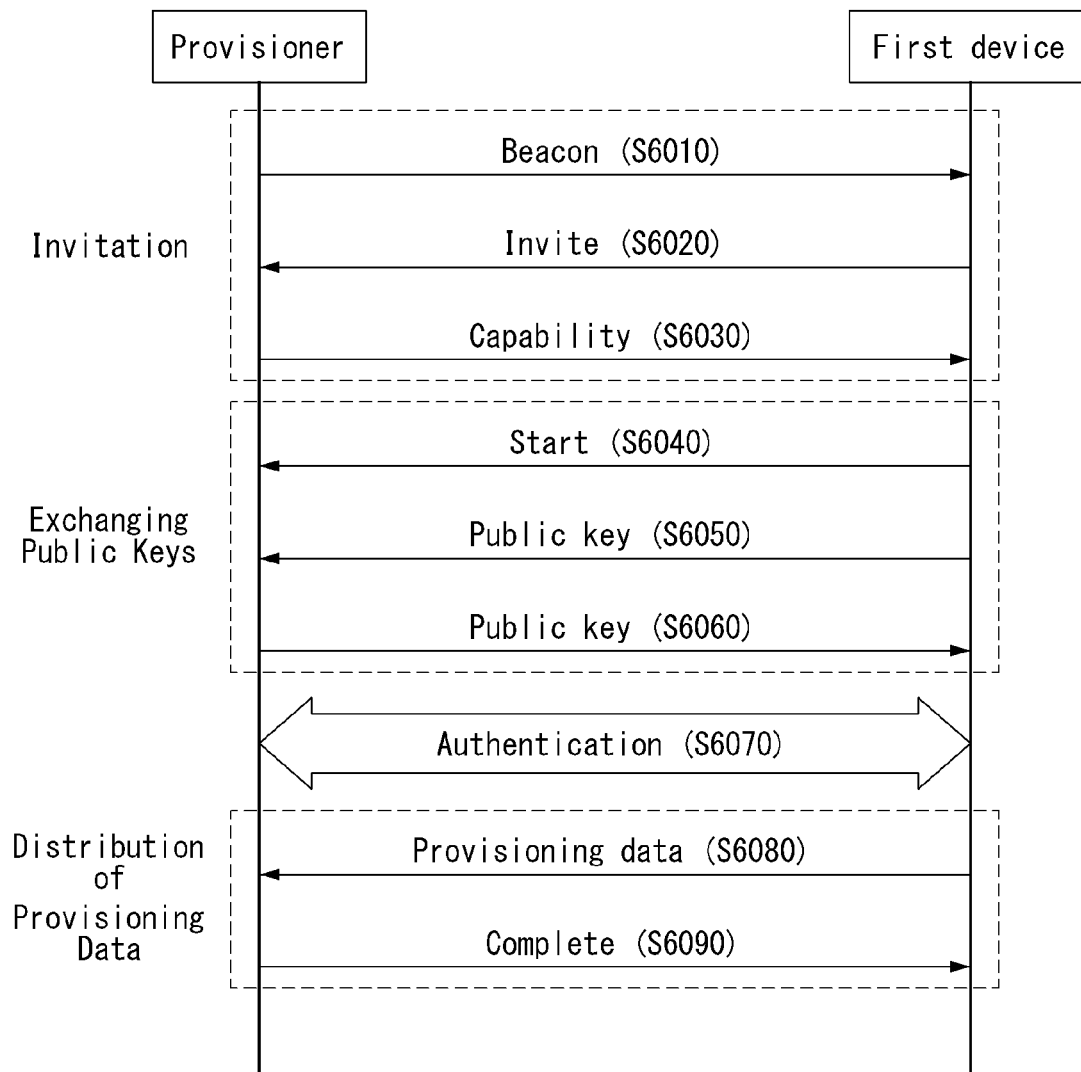 Provisioner
First device
Beacon (S6010)
Invitation
Invite (S6020)
Capability (S6030)
Start (S6040)
Exchanging
Public Keys
Public key (S6050)
Public key (S6060)
Authentication (S6070)
Distribution
of
Provisioning
Data
Provisioning data (S6080)
Complete (S6090)